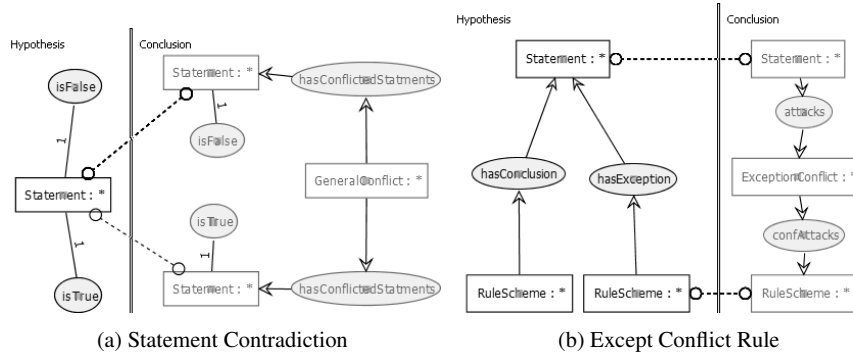 Hypothesis
Conclusion
isFalse
1
Statement : *
1
isTrue
Statement : *
1
isFalse
hasConflictedStatments
GeneralConflict : *
isTrue
1
Statement : *
hasConflictedStatments
(a) Statement Contradiction
Hypothesis
Conclusion
Statement : *
Statement : *
attacks
hasConclusion
hasException
ExceptionConflict : *
confAttacks
RuleScheme : *
RuleScheme : *
RuleScheme : *
(b) Except Conflict Rule